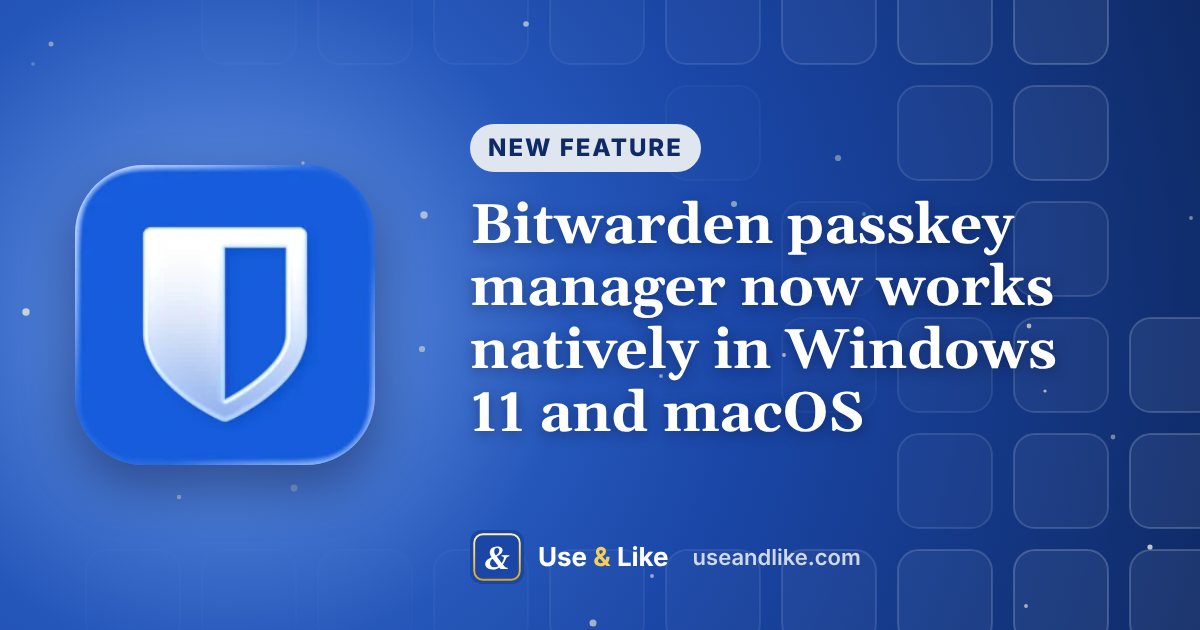 NEW FEATURE
Bitwarden passkey
manager now works
natively in Windows
11 and macOS
& Use & Like useandlike.com